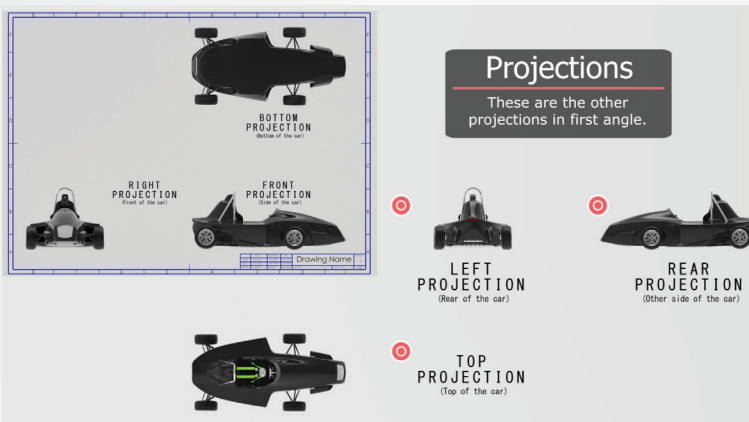 Projections
These are the other
projections in first angle.
BOTTOM
PROJECTION
(Bottom of the car)
RIGHT
PROJECTION
(Front of the car)
FRONT
PROJECTION
(Side of the car)
Drawing Name
LEFT
PROJECTION
(Rear of the car)
REAR
PROJECTION
(Other side of the car)
TOP
PROJECTION
(Top of the car)